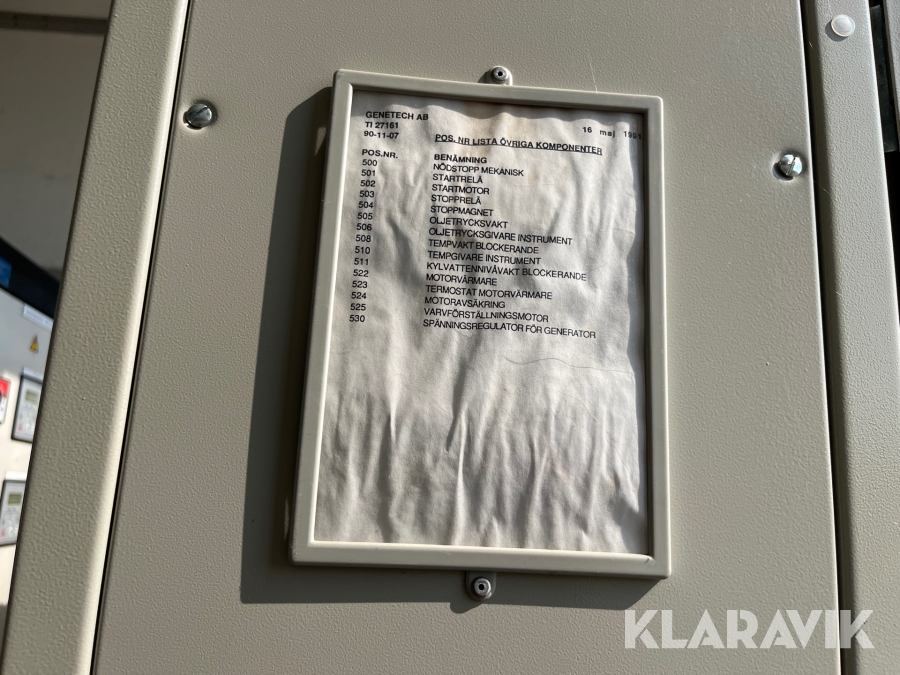 GENETECH AB
TI 27161
90-11-07
16 maj 1991
POS. NR LISTA ÖVRIGA KOMPONENTER
POS.NR. BENÄMNING
500 NÖDSTOPP MEKANISK
501 STARTRELÄ
502 STARTMOTOR
503 STOPPRELÄ
504 STOPPMAGNET
505 OLJETRYCKSVAKT
506 OLJETRYCKSGIVARE INSTRUMENT
508 TEMPVAKT BLOCKERANDE
510 TEMPGIVARE INSTRUMENT
511 KYLVATTENNIVÅVAKT BLOCKERANDE
522 MOTORVÄRMARE
523 TERMOSTAT MOTORVÄRMARE
524 MOTORAVSÄKRING
525 VARVFÖRSTÄLLNINGSMOTOR
530 SPÄNNINGSREGULATOR FÖR GENERATOR
KLARAVIK